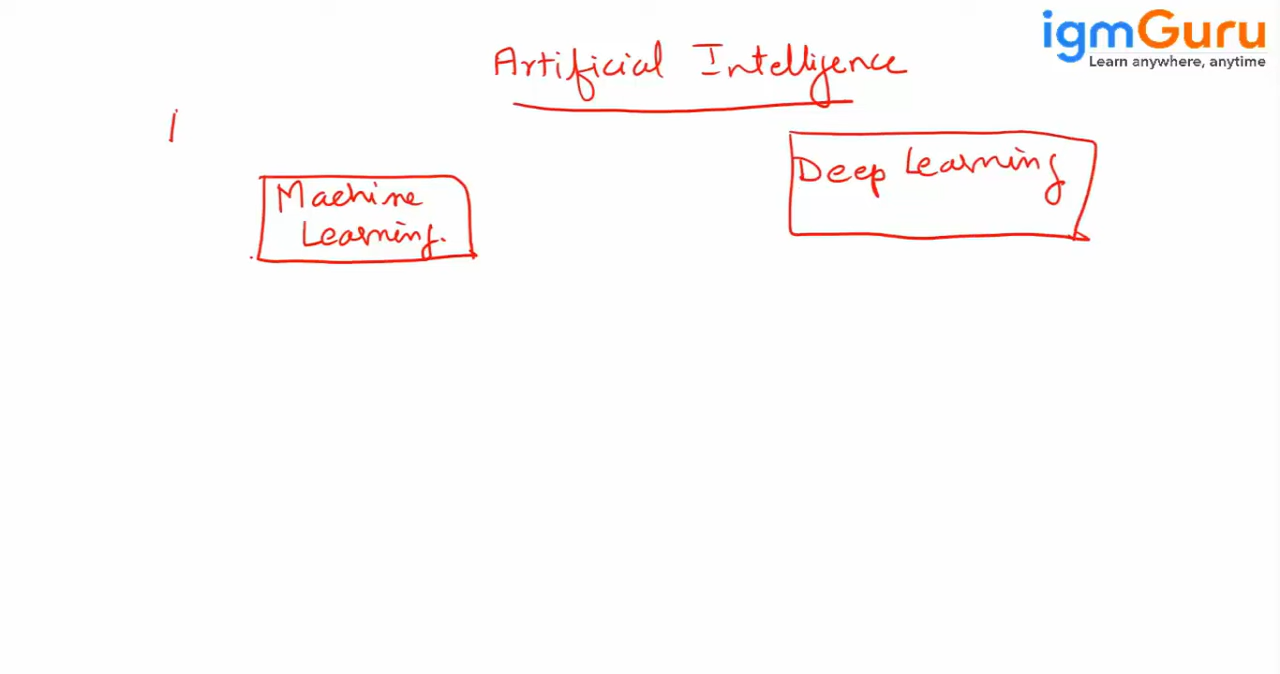 igmGuru
Learn anywhere, anytime
Artificial Intelligence
Machine
Learning.
Deep Learning